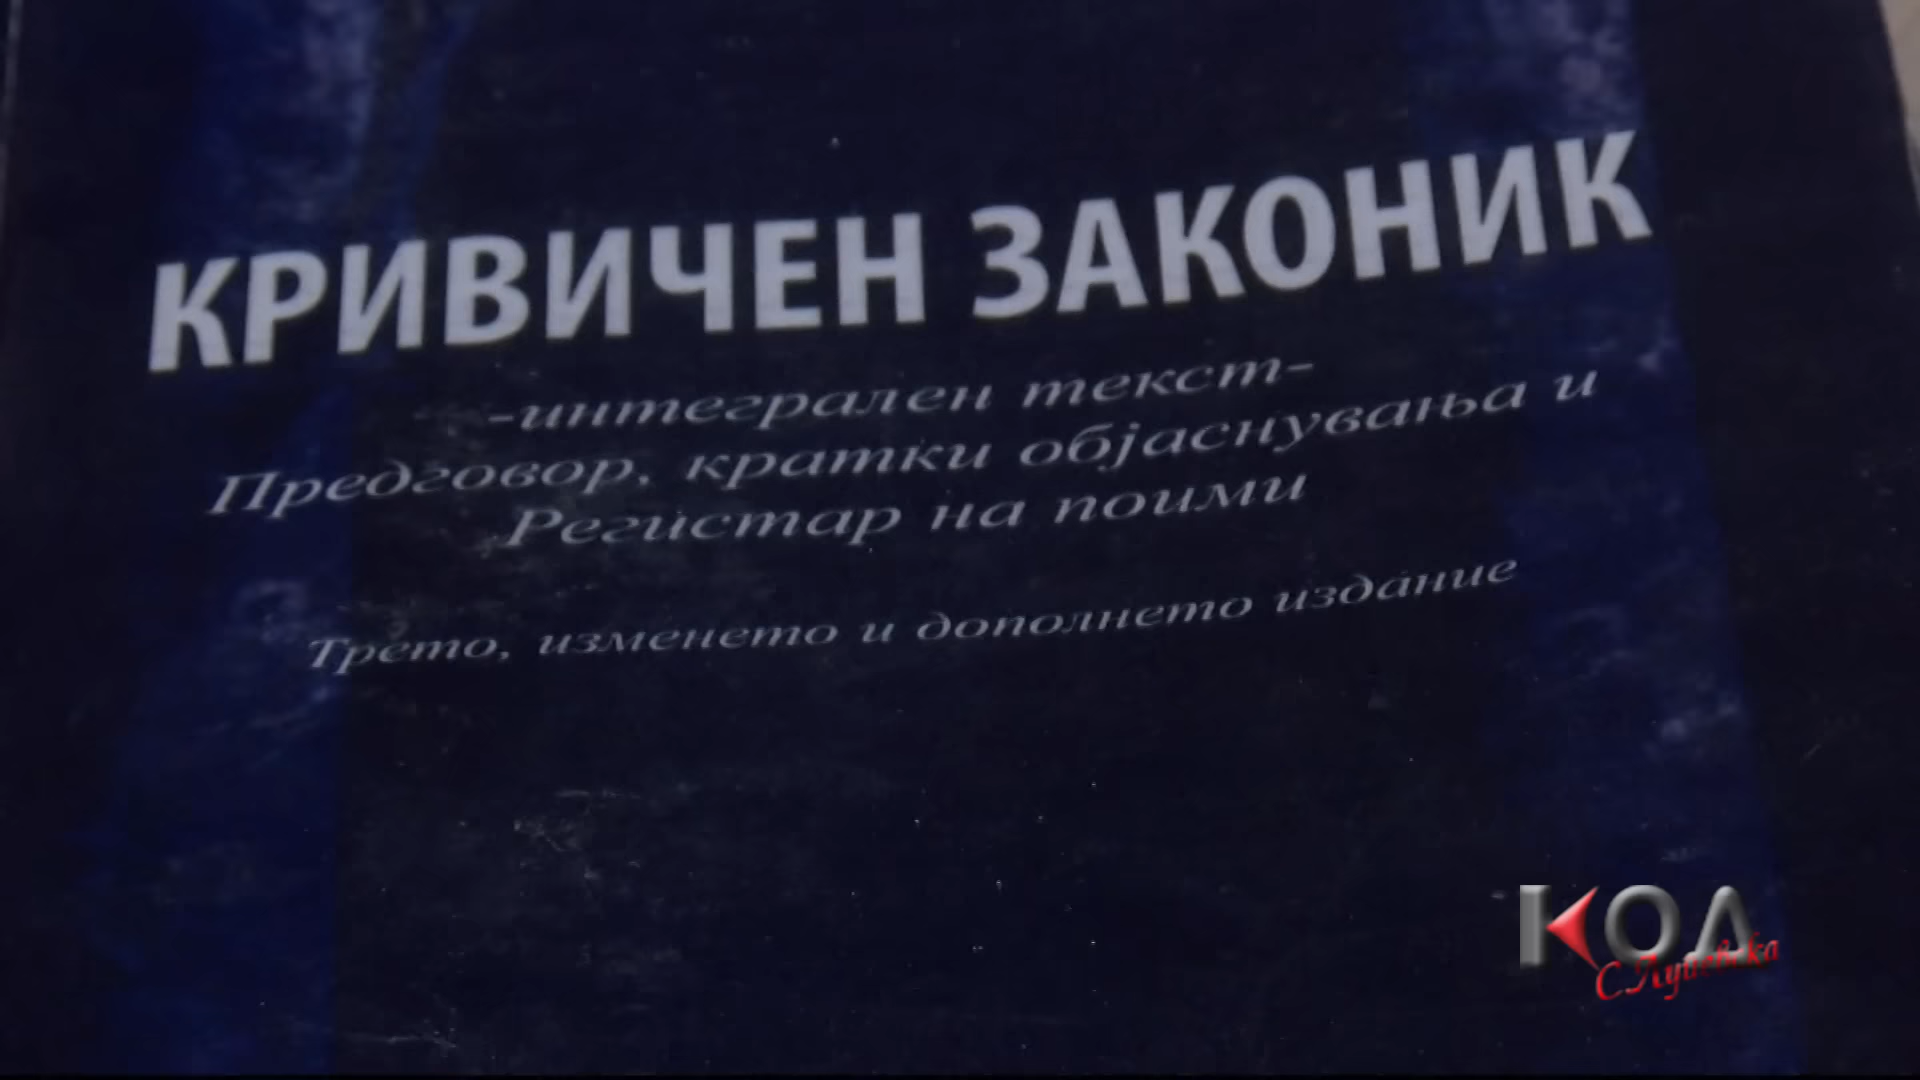 КРИВИЧЕН ЗАКОНИК
-интегрален текст-
Предговор, кратки објаснувања и
Регистар на поими
Трето, изменето и дополнето издание
КОД